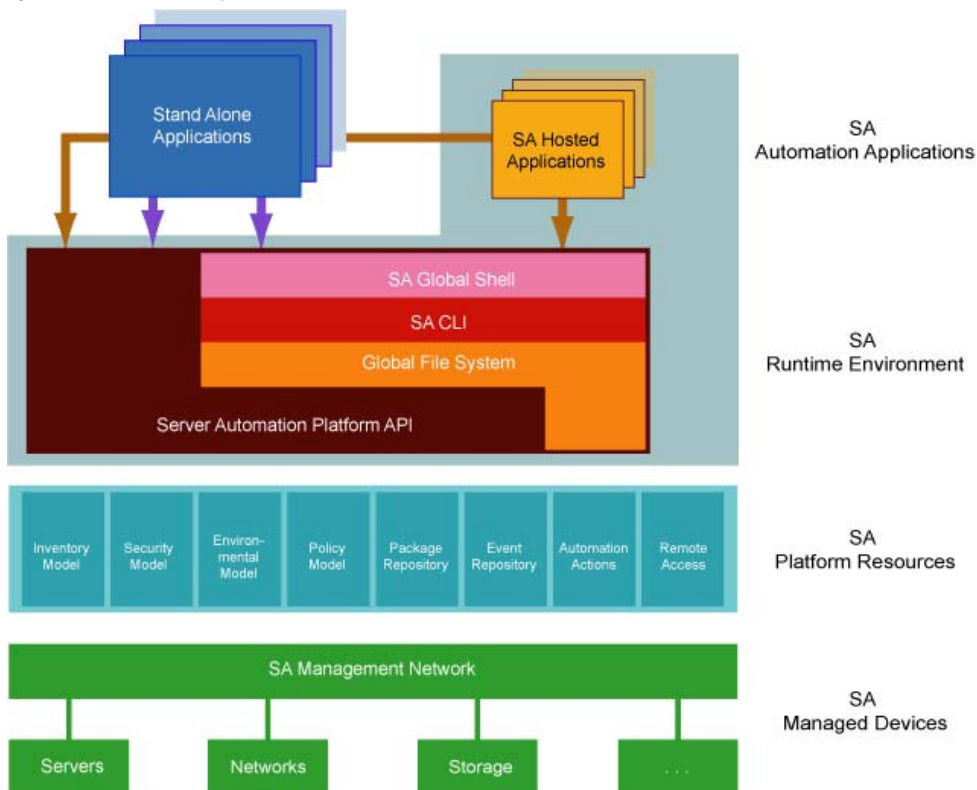 Stand Alone
Applications
SA Hosted
Applications
SA
Automation Applications
SA Global Shell
SA CLI
Global File System
Server Automation Platform API
SA
Runtime Environment
Inventory
Model
Security
Model
Environ-
mental
Model
Policy
Model
Package
Repository
Event
Repository
Automation
Actions
Remote
Access
SA
Platform Resources
SA Management Network
Servers
Networks
Storage
. . .
SA
Managed Devices